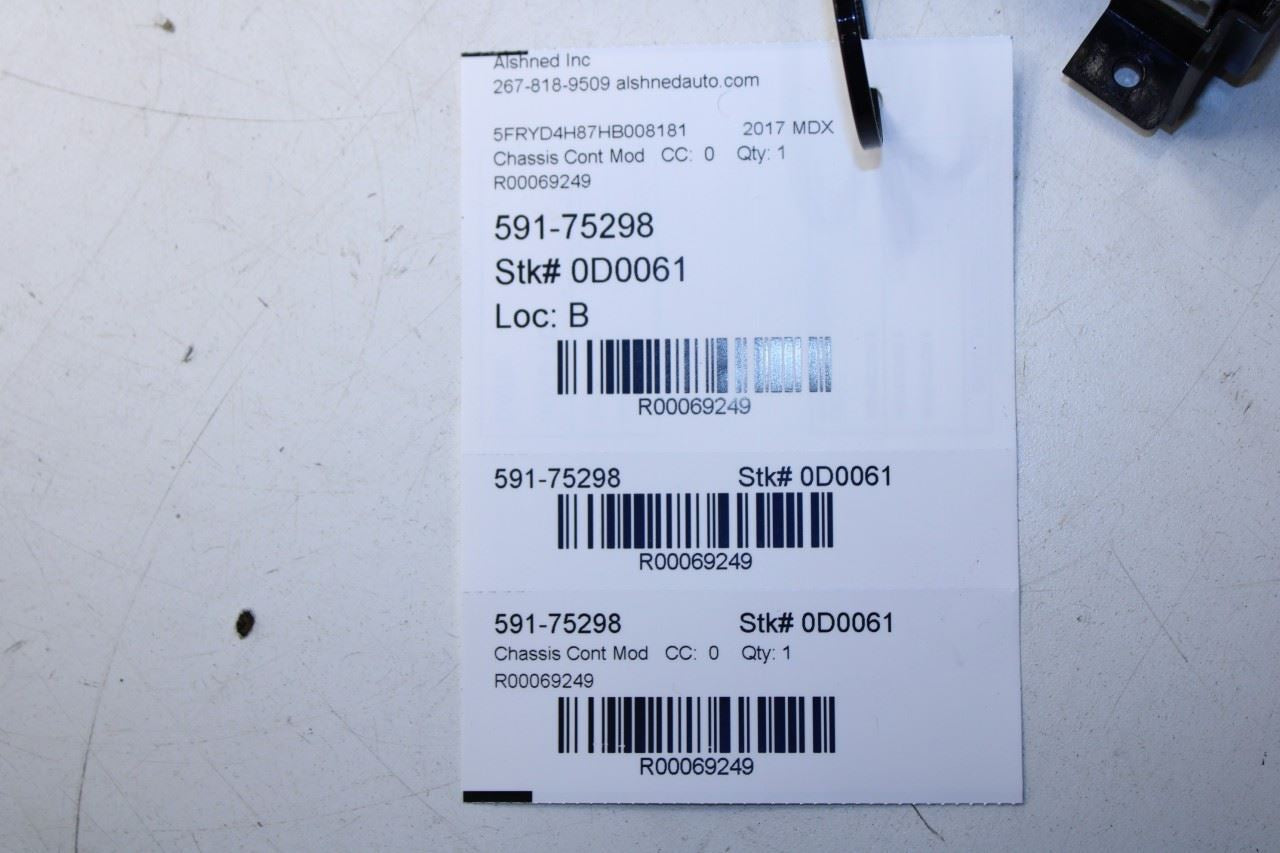 Alshned Inc
267-818-9509 alshnedauto.com
5FRYD4H87HB008181 2017 MDX
Chassis Cont Mod CC: 0 Qty: 1
R00069249
591-75298
Stk# 0D0061
Loc: B
R00069249
591-75298 Stk# 0D0061
R00069249
591-75298 Stk# 0D0061
Chassis Cont Mod CC: 0 Qty: 1
R00069249
R00069249